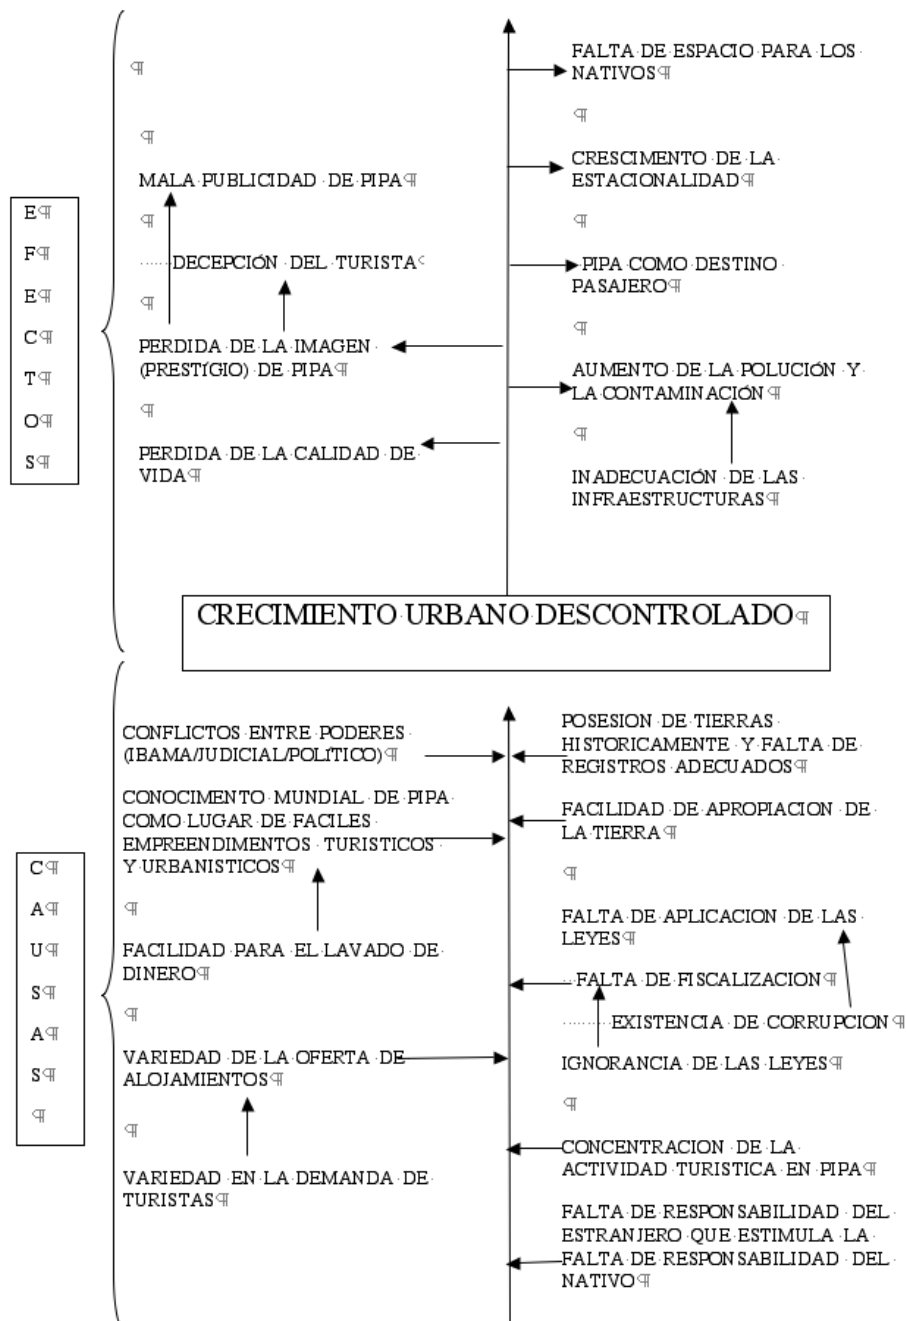 EFECTOS
MALA PUBLICIDAD DE PIPA
DECEPCIÓN DEL TURISTA
PERDIDA DE LA IMAGEN
(PRESTÍGIO) DE PIPA
PERDIDA DE LA CALIDAD DE
VIDA
FALTA DE ESPACIO PARA LOS
NATIVOS
CRESCIMENTO DE LA
ESTACIONALIDAD
PIPA COMO DESTINO
PASAJERO
AUMENTO DE LA POLUCIÓN Y
LA CONTAMINACIÓN
INADECUACIÓN DE LAS
INFRAESTRUCTURAS
CRECIMIENTO URBANO DESCONTROLADO
CAUSAS
CONFLICTOS ENTRE PODERES
(IBAMA/JUDICIAL/POLÍTICO)
CONOCIMENTO MUNDIAL DE PIPA
COMO LUGAR DE FACILES
EMPREENDIMENTOS TURISTICOS
Y URBANISTICOS
FACILIDAD PARA EL LAVADO DE
DINERO
VARIEDAD DE LA OFERTA DE
ALOJAMIENTOS
VARIEDAD EN LA DEMANDA DE
TURISTAS
POSESION DE TIERRAS
HISTORICAMENTE Y FALTA DE
REGISTROS ADECUADOS
FACILIDAD DE APROPIACION DE
LA TIERRA
FALTA DE APLICACION DE LAS
LEYES
FALTA DE FISCALIZACION
EXISTENCIA DE CORRUPCION
IGNORANCIA DE LAS LEYES
CONCENTRACION DE LA
ACTIVIDAD TURISTICA EN PIPA
FALTA DE RESPONSABILIDAD DEL
ESTRANJERO QUE ESTIMULA LA
FALTA DE RESPONSABILIDAD DEL
NATIVO